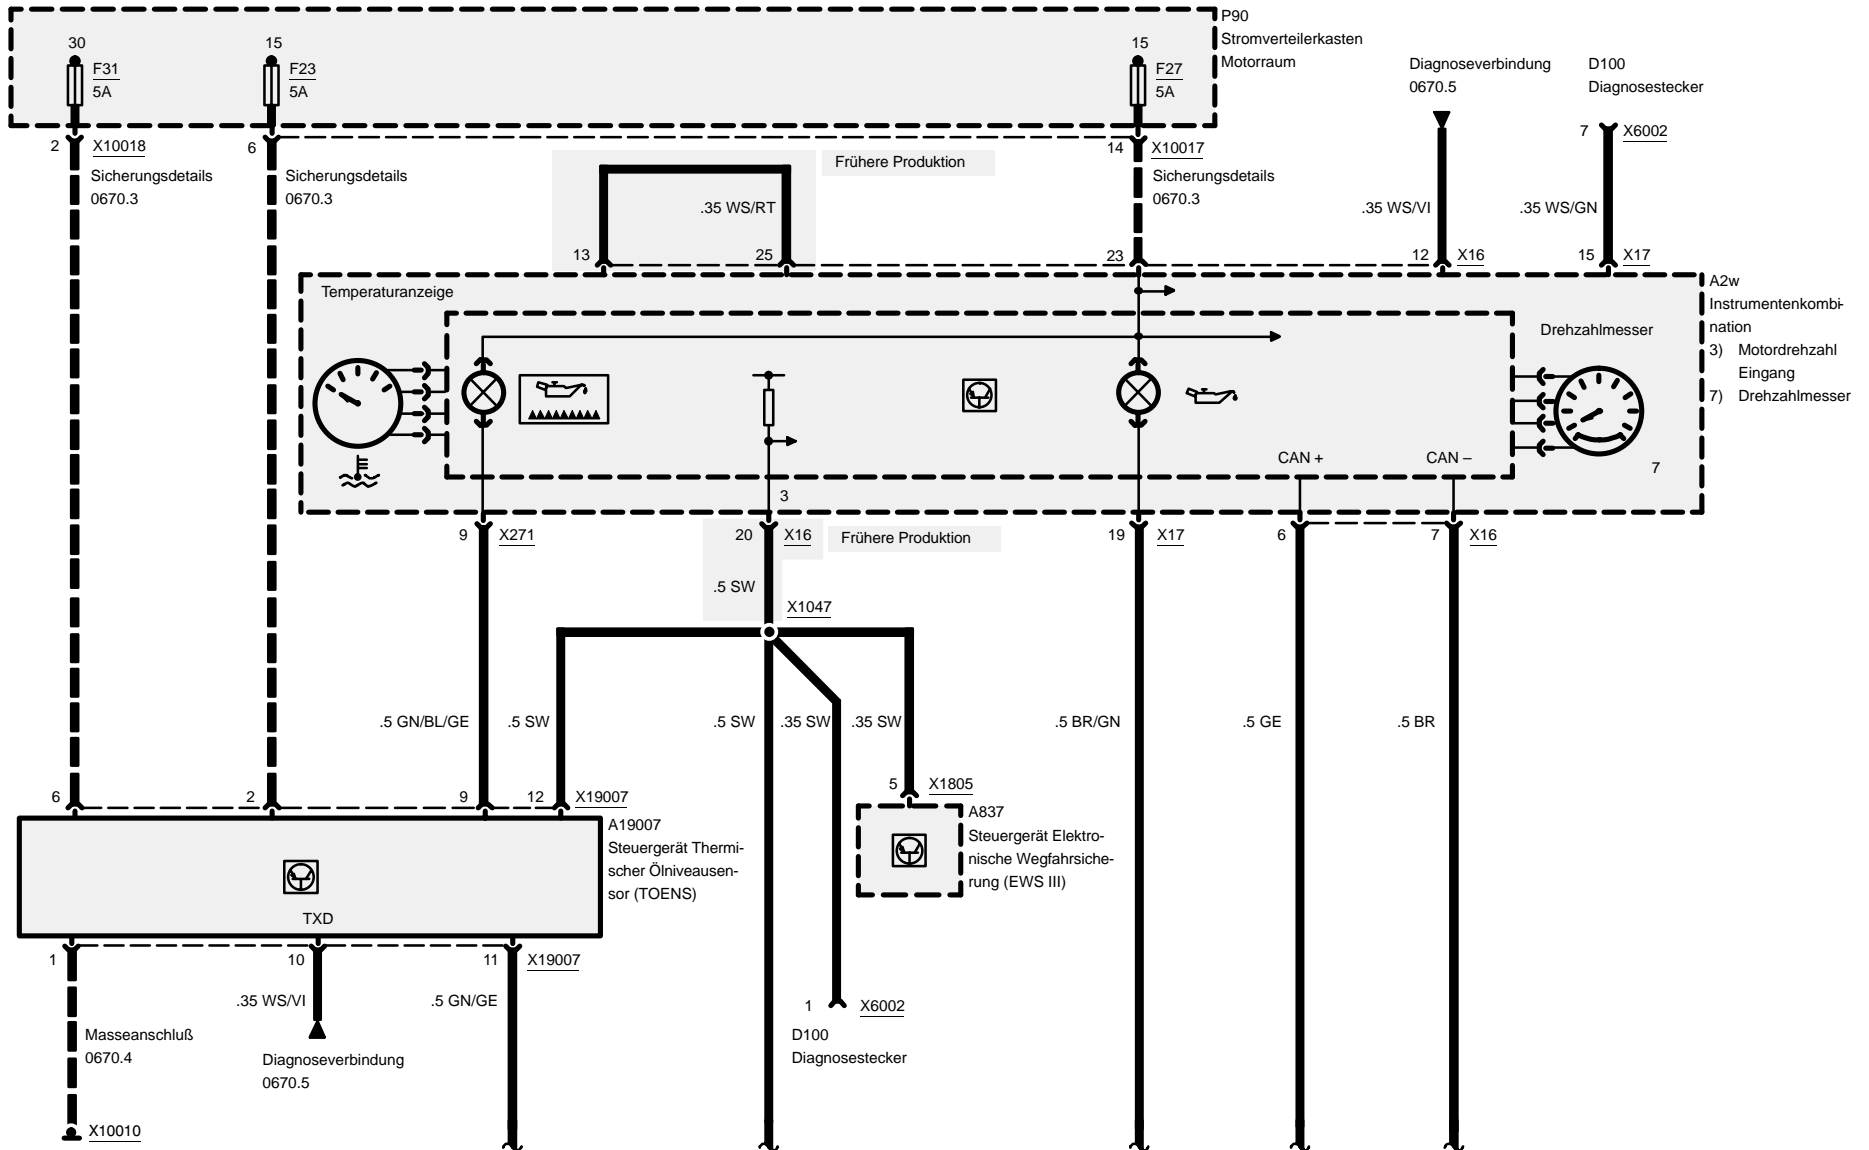 P90
Stromverteilerkasten
Motorraum
30
15
15
F31
5A
F23
5A
F27
5A
Diagnoseverbindung
0670.5
D100
Diagnosestecker
2 X10018
6
14 X10017
7 X6002
Sicherungsdetails
0670.3
Sicherungsdetails
0670.3
Frühere Produktion
Sicherungsdetails
0670.3
.35 WS/RT
.35 WS/VI
.35 WS/GN
13
25
23
12 X16
15 X17
Temperaturanzeige
Drehzahlmesser
A2w
Instrumentenkombi-
nation
3) Motordrehzahl
Eingang
7) Drehzahlmesser
CAN +
CAN –
7
3
9 X271
20 X16
Frühere Produktion
19 X17
6
7 X16
.5 SW
X1047
.5 GN/BL/GE
.5 SW
.5 SW
.35 SW
.35 SW
.5 BR/GN
.5 GE
.5 BR
6
2
9
12 X19007
5 X1805
A19007
Steuergerät Thermi-
scher Ölniveausen-
sor (TOENS)
A837
Steuergerät Elektro-
nische Wegfahrsiche-
rung (EWS III)
TXD
1
10
11 X19007
.35 WS/VI
.5 GN/GE
1 X6002
D100
Diagnosestecker
Masseanschluß
0670.4
Diagnoseverbindung
0670.5
X10010